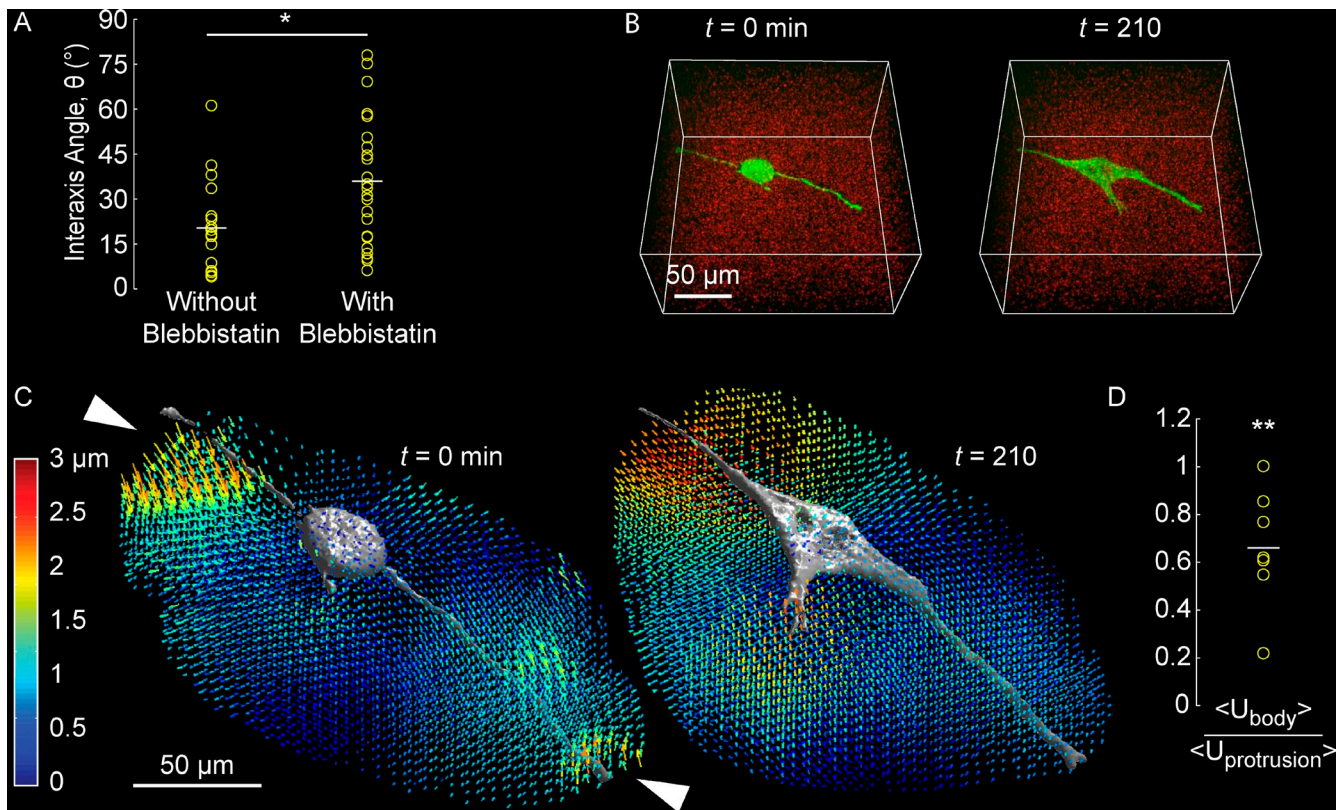 A
90
75
60
45
30
15
0
Interaxis Angle, θ (°)
*
Without
Blebbistatin
With
Blebbistatin
B
t = 0 min
t = 210
50 µm
C
3 µm
2.5
2
1.5
1
0.5
0
t = 0 min
50 µm
t = 210
D
1.2
1
0.8
0.6
0.4
0.2
0
**
<U_body>
<U_protrusion>